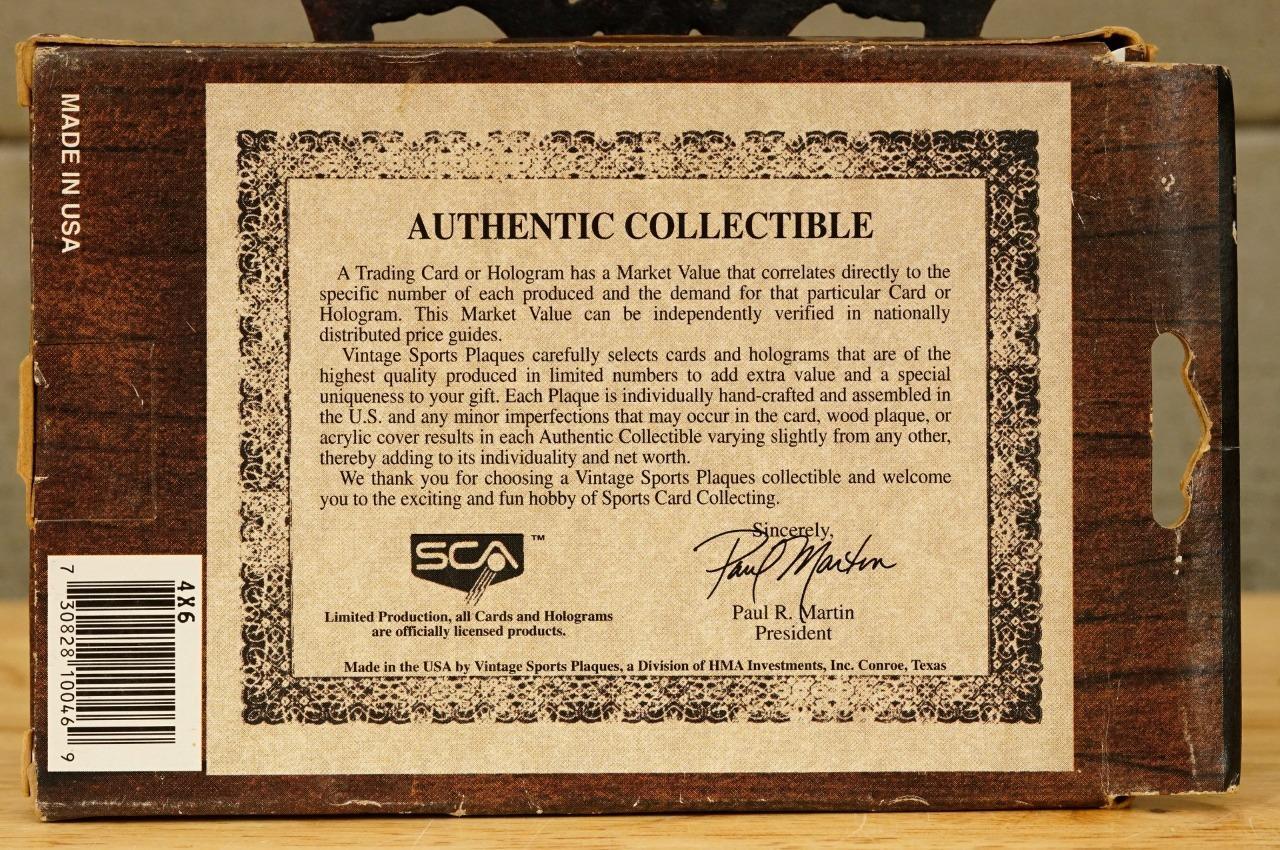 MADE IN USA
AUTHENTIC COLLECTIBLE
A Trading Card or Hologram has a Market Value that correlates directly to the
specific number of each produced and the demand for that particular Card or
Hologram. This Market Value can be independently verified in nationally
distributed price guides.
Vintage Sports Plaques carefully selects cards and holograms that are of the
highest quality produced in limited numbers to add extra value and a special
uniqueness to your gift. Each Plaque is individually hand-crafted and assembled in
the U.S. and any minor imperfections that may occur in the card, wood plaque, or
acrylic cover results in each Authentic Collectible varying slightly from any other,
thereby adding to its individuality and net worth.
We thank you for choosing a Vintage Sports Plaques collectible and welcome
you to the exciting and fun hobby of Sports Card Collecting.
SCA™
Limited Production, all Cards and Holograms
are officially licensed products.
Sincerely,
Paul Martin
Paul R. Martin
President
Made in the USA by Vintage Sports Plaques, a Division of HMA Investments, Inc. Conroe, Texas
4X6
7 30828 10046 9